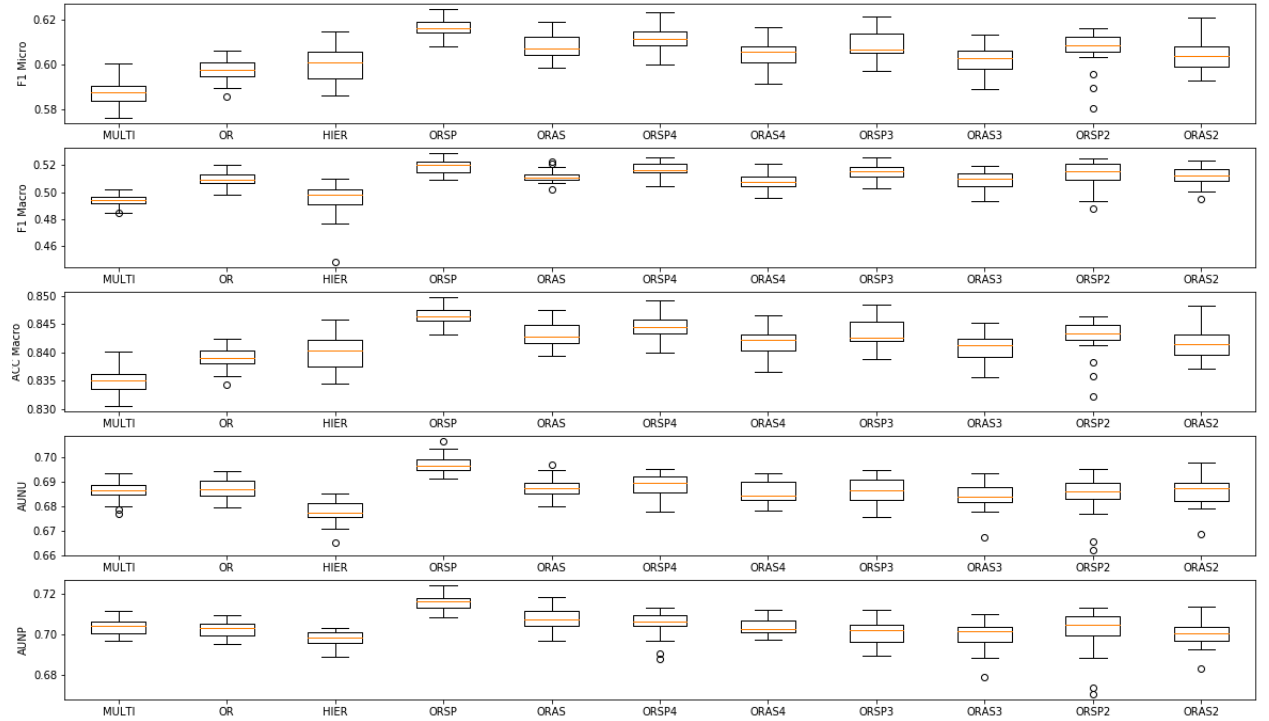 F1 Micro
0.62
0.60
0.58
MULTI OR HIER ORSP ORAS ORSP4 ORAS4 ORSP3 ORAS3 ORSP2 ORAS2
F1 Macro
0.52
0.50
0.48
0.46
MULTI OR HIER ORSP ORAS ORSP4 ORAS4 ORSP3 ORAS3 ORSP2 ORAS2
ACC Macro
0.850
0.845
0.840
0.835
0.830
MULTI OR HIER ORSP ORAS ORSP4 ORAS4 ORSP3 ORAS3 ORSP2 ORAS2
AUNU
0.70
0.69
0.68
0.67
0.66
MULTI OR HIER ORSP ORAS ORSP4 ORAS4 ORSP3 ORAS3 ORSP2 ORAS2
AUNP
0.72
0.70
0.68
MULTI OR HIER ORSP ORAS ORSP4 ORAS4 ORSP3 ORAS3 ORSP2 ORAS2